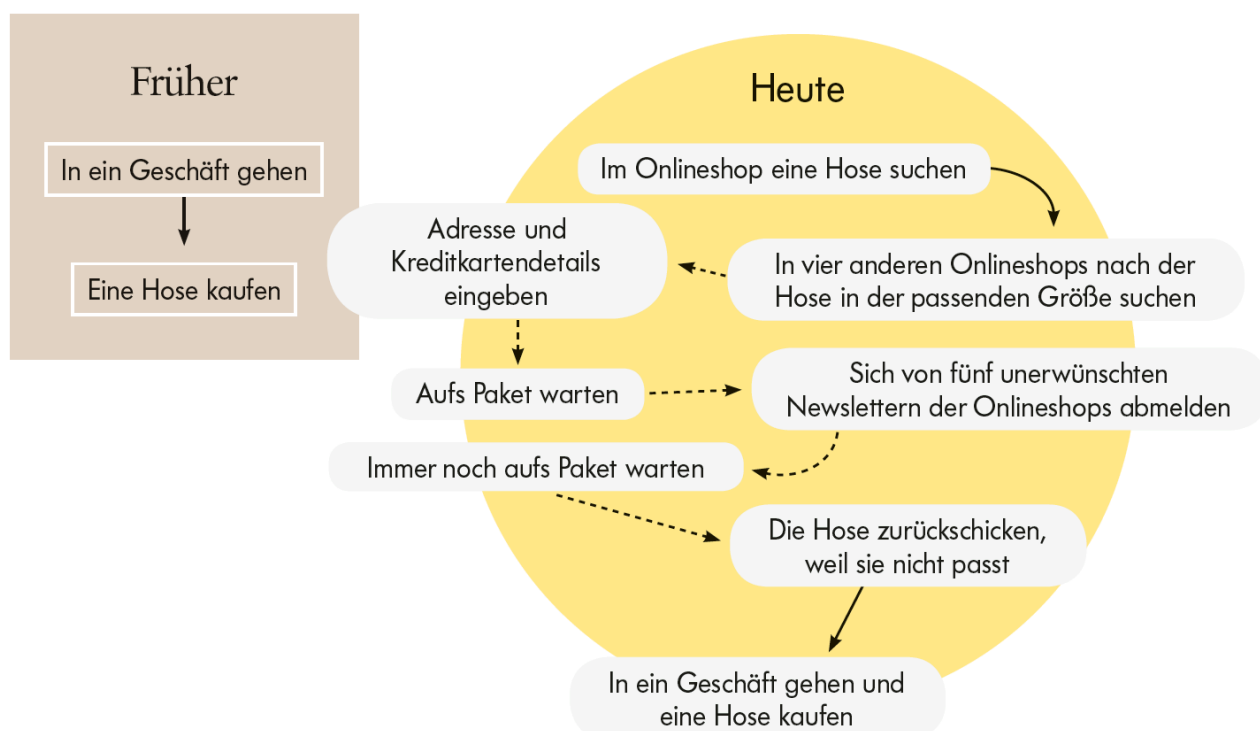 Früher
In ein Geschäft gehen
Eine Hose kaufen
Heute
Im Onlineshop eine Hose suchen
In vier anderen Onlineshops nach der
Hose in der passenden Größe suchen
Adresse und
Kreditkartendetails
eingeben
Aufs Paket warten
Sich von fünf unerwünschten
Newslettern der Onlineshops abmelden
Immer noch aufs Paket warten
Die Hose zurückschicken,
weil sie nicht passt
In ein Geschäft gehen und
eine Hose kaufen